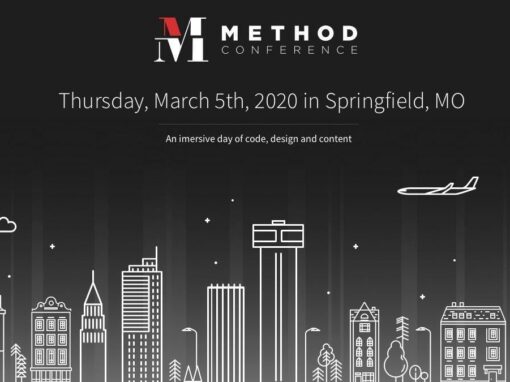 METHOD
CONFERENCE
Thursday, March 5th, 2020 in Springfield, MO
An imersive day of code, design and content